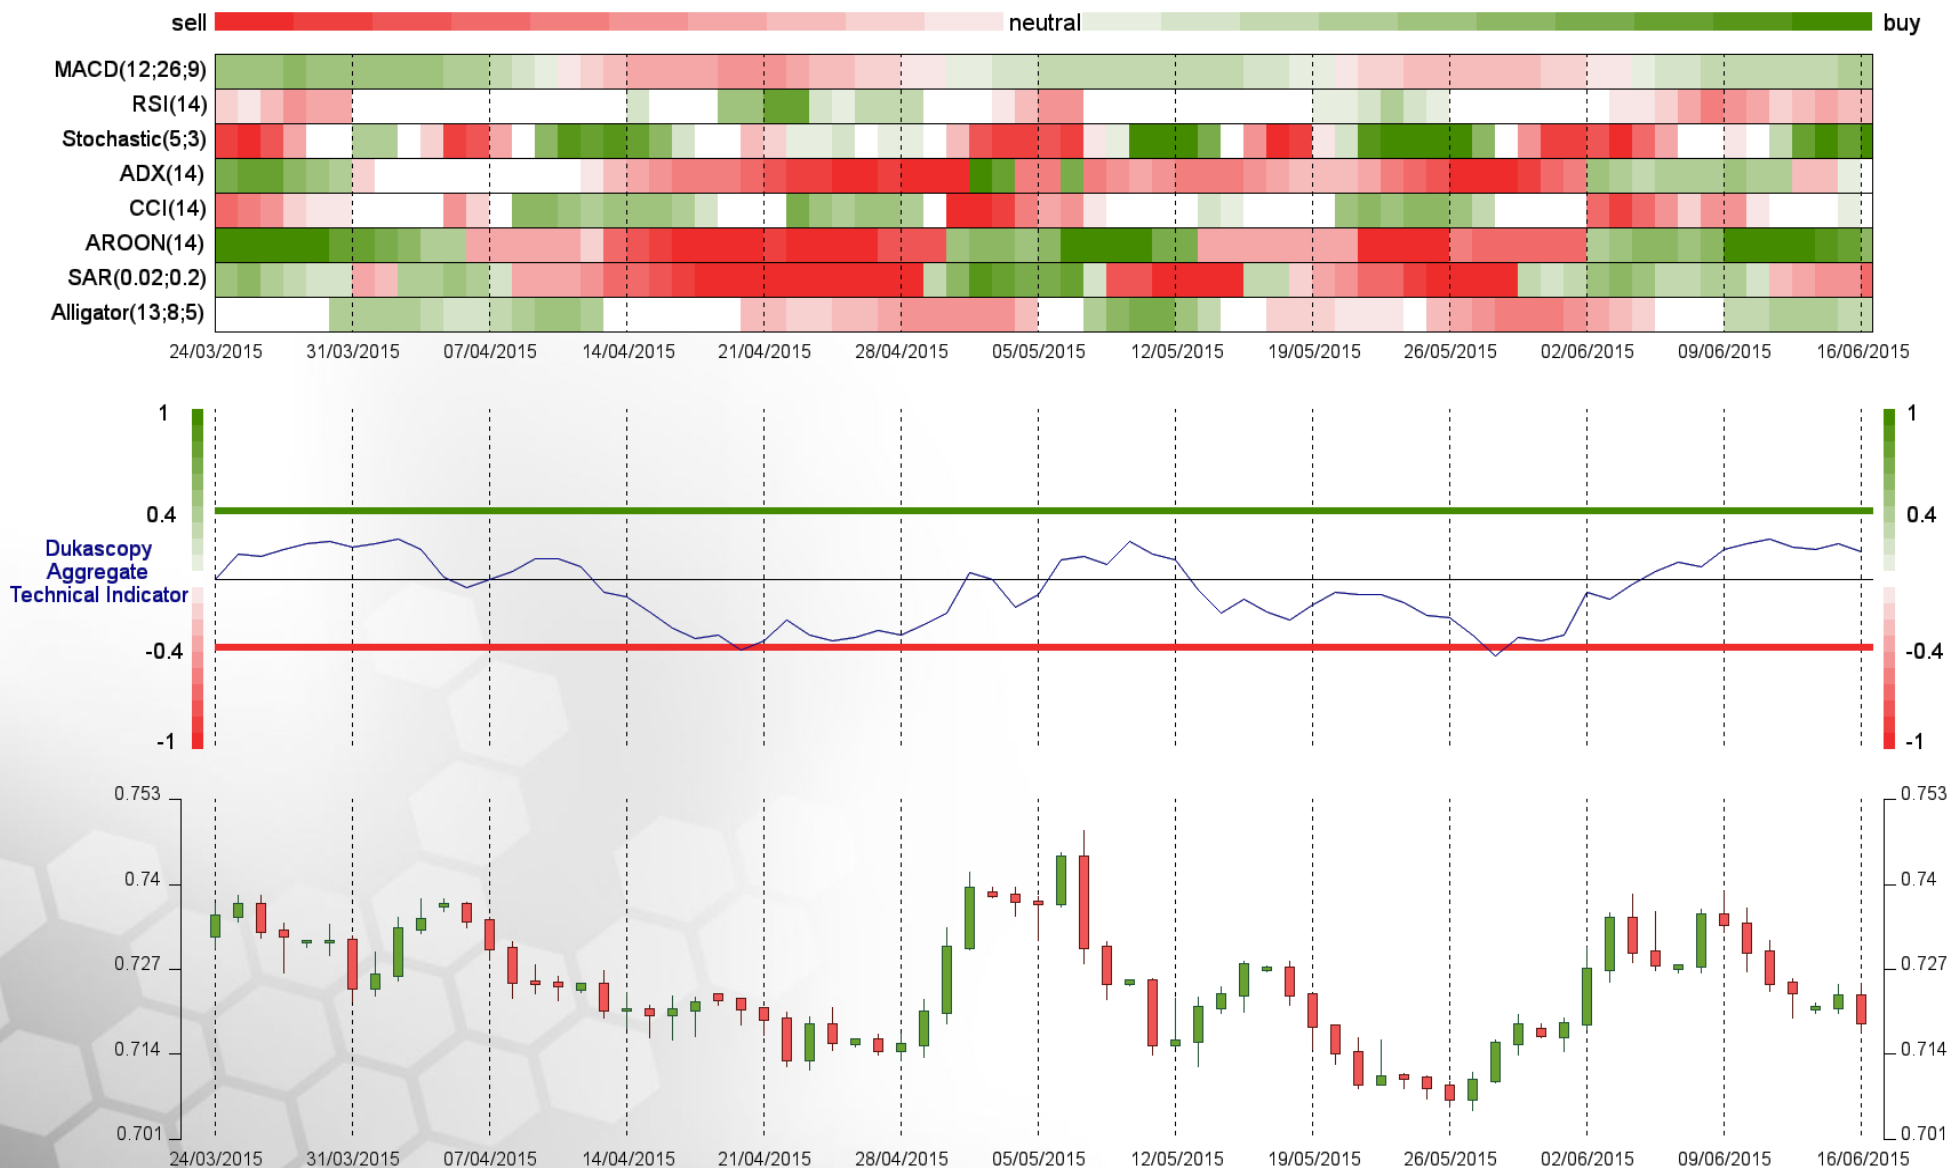 sell neutral buy
MACD(12;26;9)
RSI(14)
Stochastic(5;3)
ADX(14)
CCI(14)
AROON(14)
SAR(0.02;0.2)
Alligator(13;8;5)
24/03/2015 31/03/2015 07/04/2015 14/04/2015 21/04/2015 28/04/2015 05/05/2015 12/05/2015 19/05/2015 26/05/2015 02/06/2015 09/06/2015 16/06/2015
1 1
0.4 0.4
Dukascopy
Aggregate
Technical Indicator
-0.4 -0.4
-1 -1
0.753 0.753
0.74 0.74
0.727 0.727
0.714 0.714
0.701 0.701
24/03/2015 31/03/2015 07/04/2015 14/04/2015 21/04/2015 28/04/2015 05/05/2015 12/05/2015 19/05/2015 26/05/2015 02/06/2015 09/06/2015 16/06/2015